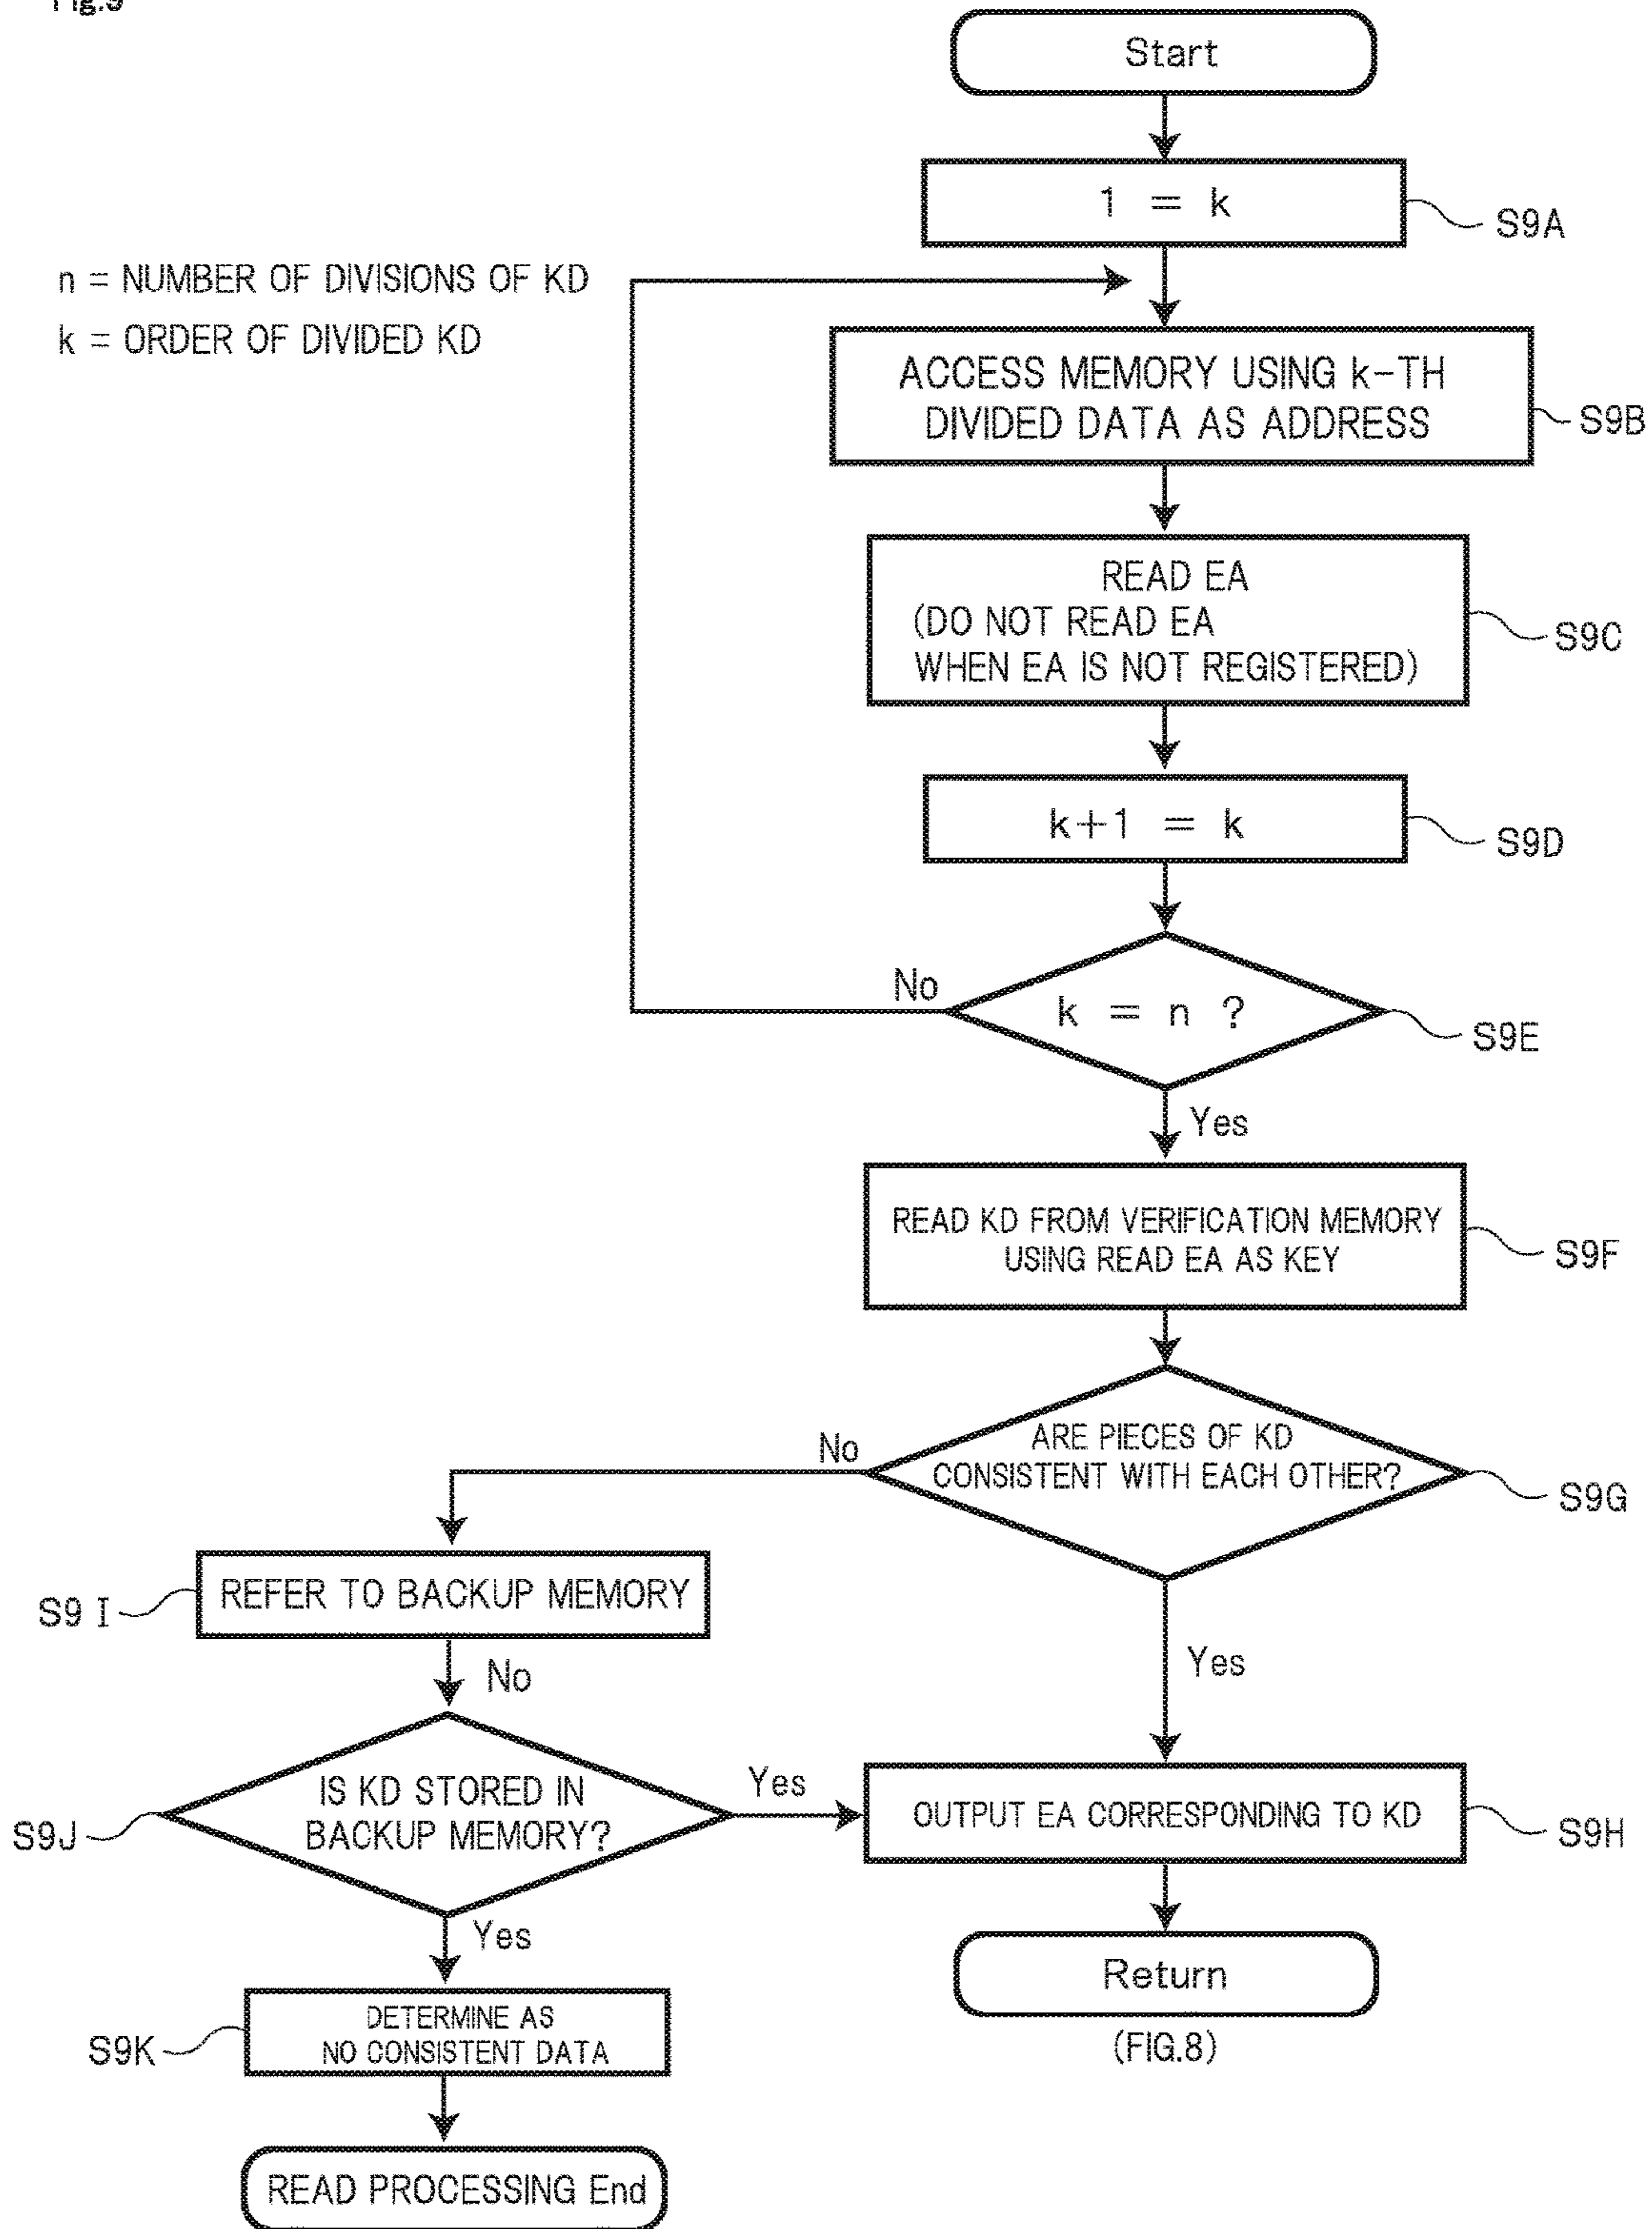 Fig.9
Start
1 = k
S9A
n = NUMBER OF DIVISIONS OF KD
k = ORDER OF DIVIDED KD
ACCESS MEMORY USING k-TH
DIVIDED DATA AS ADDRESS
S9B
READ EA
(DO NOT READ EA
WHEN EA IS NOT REGISTERED)
S9C
k+1 = k
S9D
No
k = n ?
S9E
Yes
READ KD FROM VERIFICATION MEMORY
USING READ EA AS KEY
S9F
No
ARE PIECES OF KD
CONSISTENT WITH EACH OTHER?
S9G
REFER TO BACKUP MEMORY
S9 I
No
Yes
IS KD STORED IN
BACKUP MEMORY?
S9J
Yes
OUTPUT EA CORRESPONDING TO KD
S9H
Yes
Return
(FIG.8)
DETERMINE AS
NO CONSISTENT DATA
S9K
READ PROCESSING End